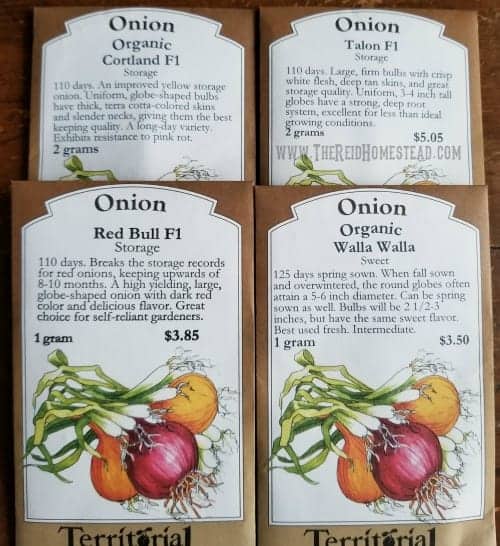 Onion
Organic
Cortland F1
Storage
110 days. An improved yellow storage
onion. Uniform, globe-shaped bulbs
have thick, terra cotta-colored skins
and slender necks, giving them the best
keeping quality. A long-day variety.
Exhibits resistance to pink rot.
2 grams
Onion
Talon F1
Storage
110 days. Large, firm bulbs with crisp
white flesh, deep tan skins, and great
storage quality. Uniform, 3-4 inch tall
globes have a strong, deep root
system, excellent for less than ideal
growing conditions.
2 grams
$5.05
www.TheReidHomestead.com
Onion
Red Bull F1
Storage
110 days. Breaks the storage records
for red onions, keeping upwards of
8-10 months. A high yielding, large,
globe-shaped onion with dark red
color and delicious flavor. Great
choice for self-reliant gardeners.
1 gram $3.85
Territorial
Onion
Organic
Walla Walla
Sweet
125 days spring sown. When fall sown
and overwintered, the round globes often
attain a 5-6 inch diameter. Can be spring
sown as well. Bulbs will be 2 1/2-3
inches, but have the same sweet flavor.
Best used fresh. Intermediate.
1 gram $3.50
Territorial